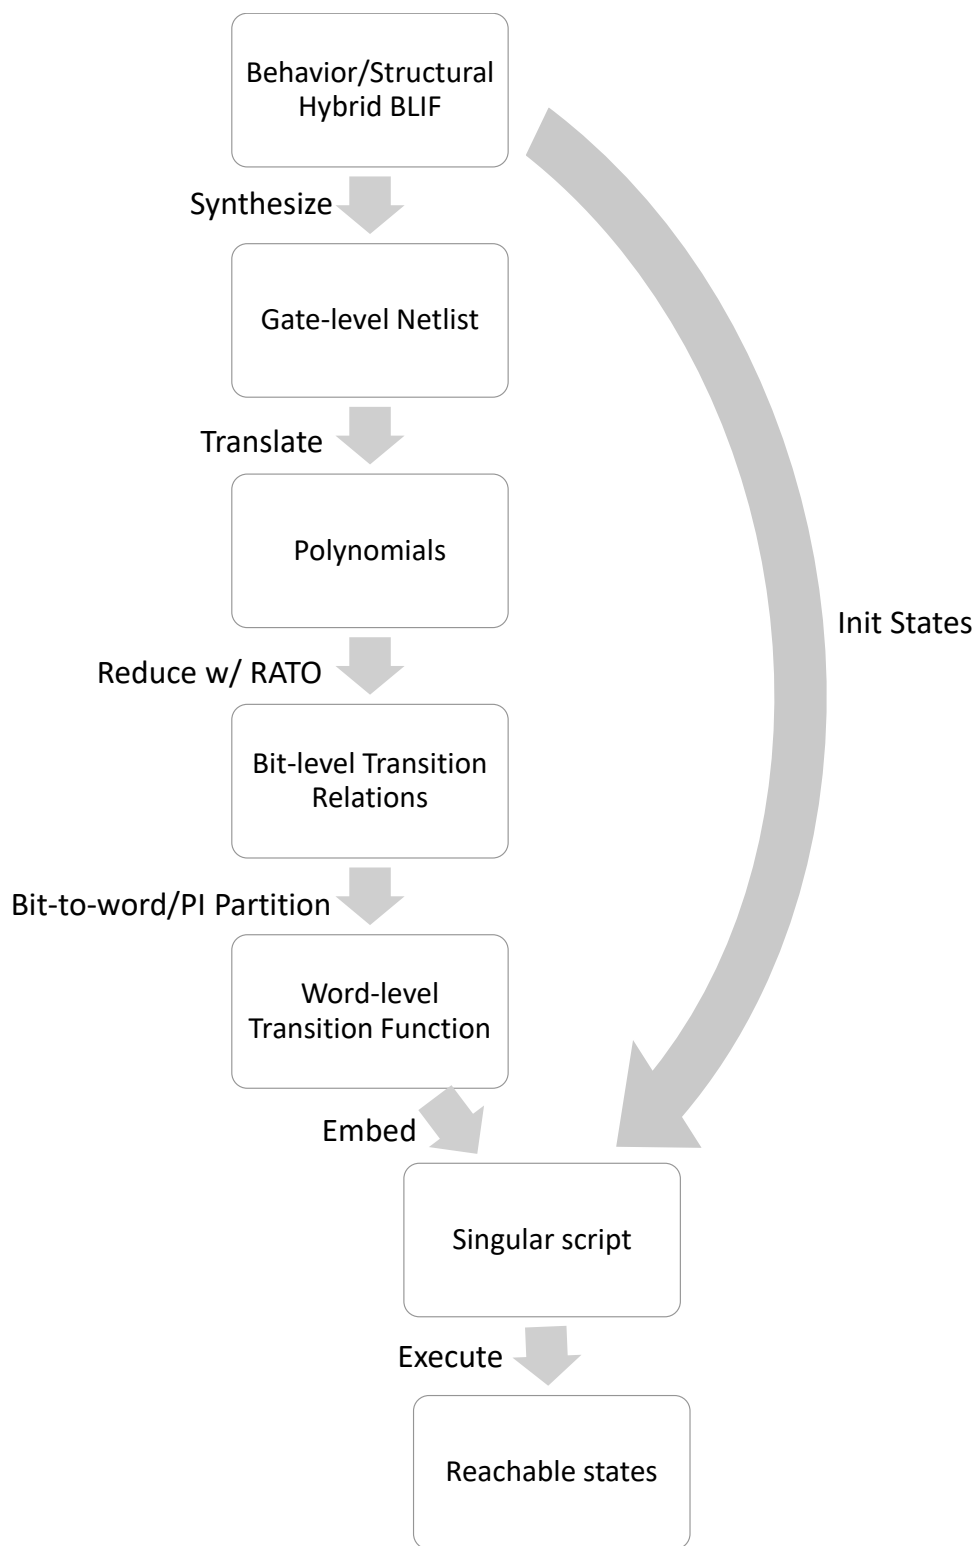 Behavior/Structural
Hybrid BLIF
Synthesize
Gate-level Netlist
Translate
Polynomials
Init States
Reduce w/ RATO
Bit-level Transition
Relations
Bit-to-word/PI Partition
Word-level
Transition Function
Embed
Singular script
Execute
Reachable states